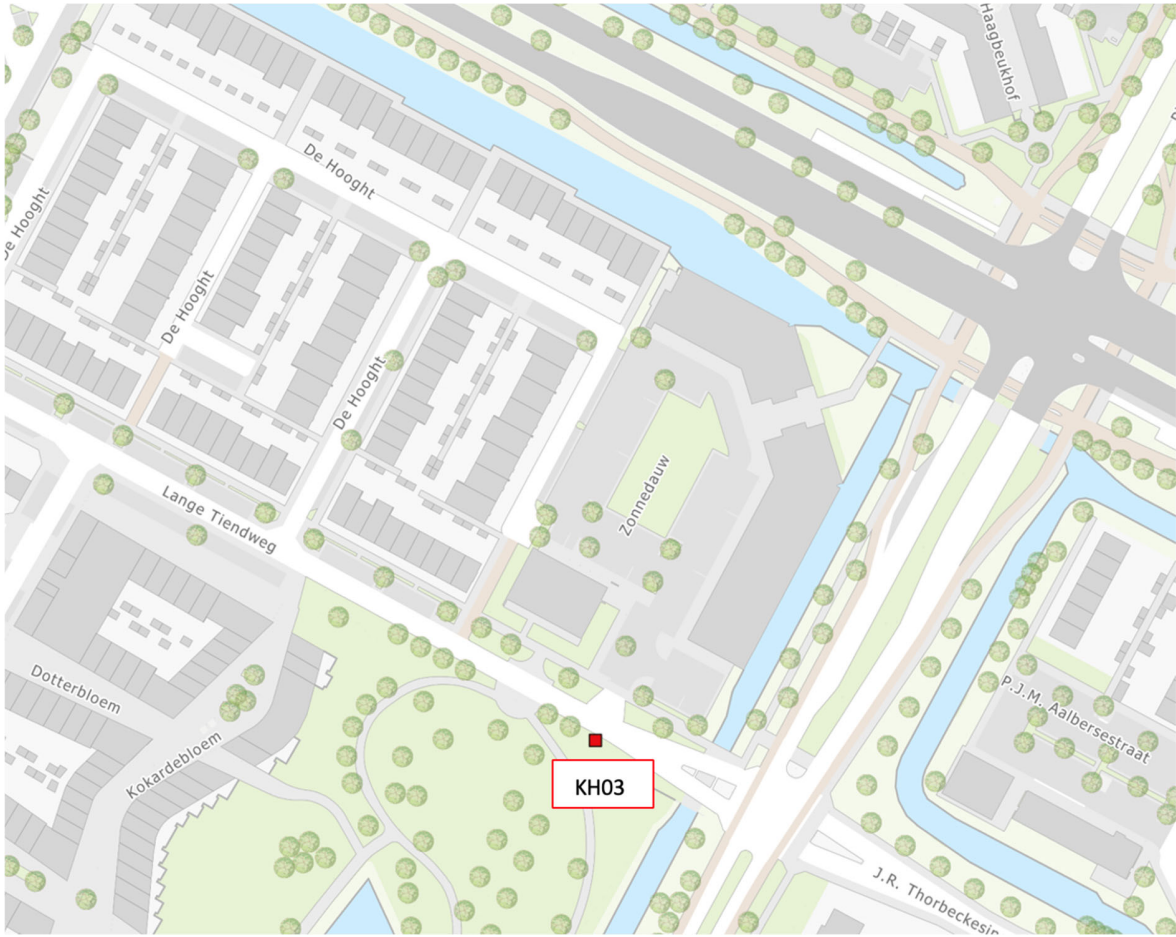 Haagbeukhof
De Hooght
De Hooght
De Hooght
De Hooght
Zonnedauw
Lange Tiendweg
Dotterbloem
Kokardebloem
P.J.M. Aalbersestraat
KH03
J.R. Thorbeckesin